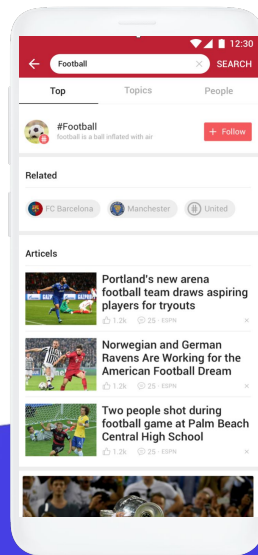 12:30
Football
SEARCH
Top
Topics
People
#Football
football is a ball inflated with air
+ Follow
Related
FC Barcelona
Manchester
United
Articels
Portland's new arena
football team draws aspiring
players for tryouts
1.2k
25 - ESPN
Norwegian and German
Ravens Are Working for the
American Football Dream
1.2k
25 - ESPN
Two people shot during
football game at Palm Beach
Central High School
1.2k
25 - ESPN